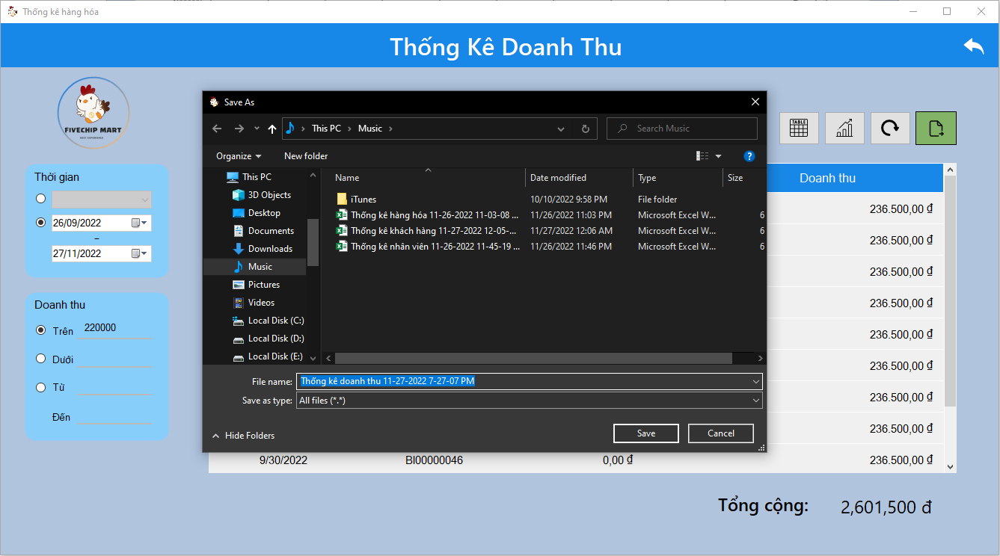 Thống kê hàng hóa
Thống Kê Doanh Thu
FIVECHIP MART
BEST EXPERIENCE
Thời gian
26/09/2022
–
27/11/2022
Doanh thu
Trên 220000
Dưới
Từ
Đến
Save As
This PC > Music >
Search Music
Organize
New folder
This PC
3D Objects
Desktop
Documents
Downloads
Music
Pictures
Videos
Local Disk (C:)
Local Disk (D:)
Local Disk (E:)
Name Date modified Type Size
iTunes 10/10/2022 9:58 PM File folder
Thống kê hàng hóa 11-26-2022 11-03-08 ... 11/26/2022 11:03 PM Microsoft Excel W... 6
Thống kê khách hàng 11-27-2022 12-05-... 11/27/2022 12:06 AM Microsoft Excel W... 6
Thống kê nhân viên 11-26-2022 11-45-19 ... 11/26/2022 11:46 PM Microsoft Excel W... 6
File name: Thống kê doanh thu 11-27-2022 7-27-07 PM
Save as type: All files (*.*)
Hide Folders
Save
Cancel
TABLE
Doanh thu
236.500,00 ₫
236.500,00 ₫
236.500,00 ₫
236.500,00 ₫
236.500,00 ₫
236.500,00 ₫
236.500,00 ₫
236.500,00 ₫
9/30/2022 BI00000046 0,00 ₫ 236.500,00 ₫
Tổng cộng: 2,601,500 đ